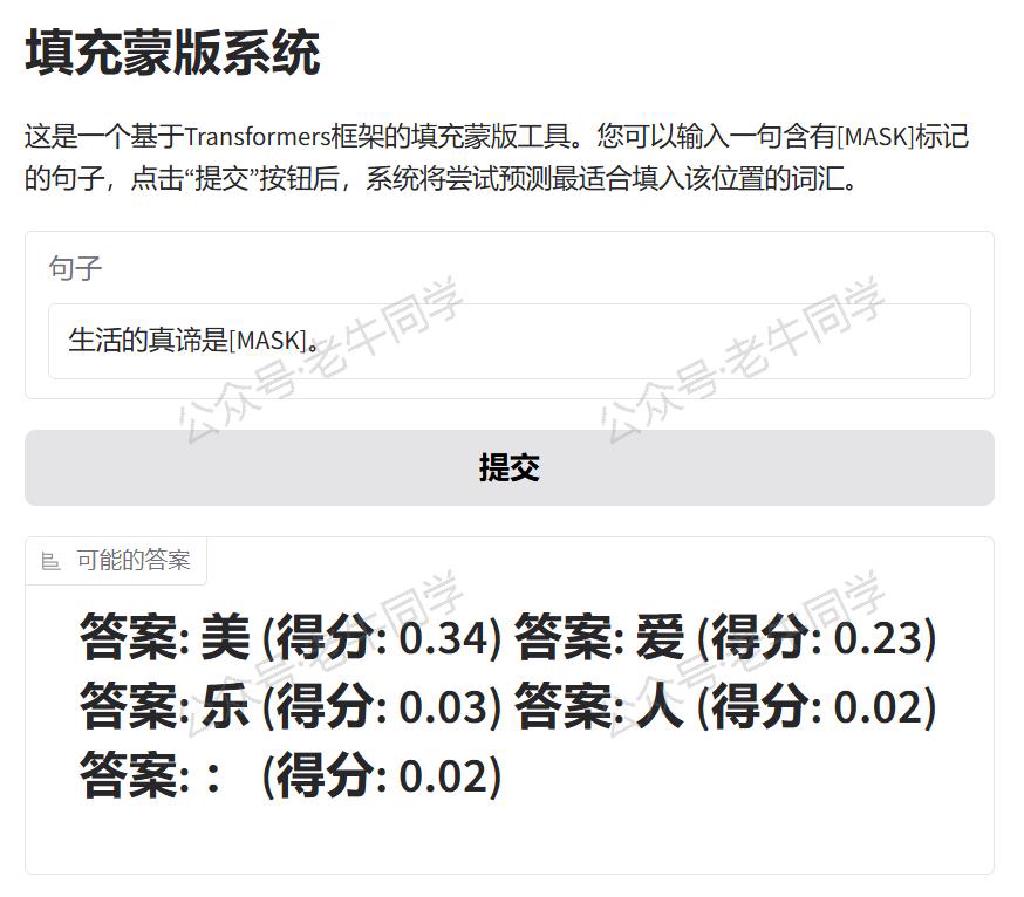 填充蒙版系统
这是一个基于Transformers框架的填充蒙版工具。您可以输入一句含有[MASK]标记
的句子，点击“提交”按钮后，系统将尝试预测最适合填入该位置的词汇。
句子
生活的真谛是[MASK]。
公众号·老牛同学
公众号·老牛同学
提交
可能的答案
答案: 美 (得分: 0.34) 答案: 爱 (得分: 0.23)
答案: 乐 (得分: 0.03) 答案: 人 (得分: 0.02)
答案: ： (得分: 0.02)
公众号·老牛同学
公众号·老牛同学